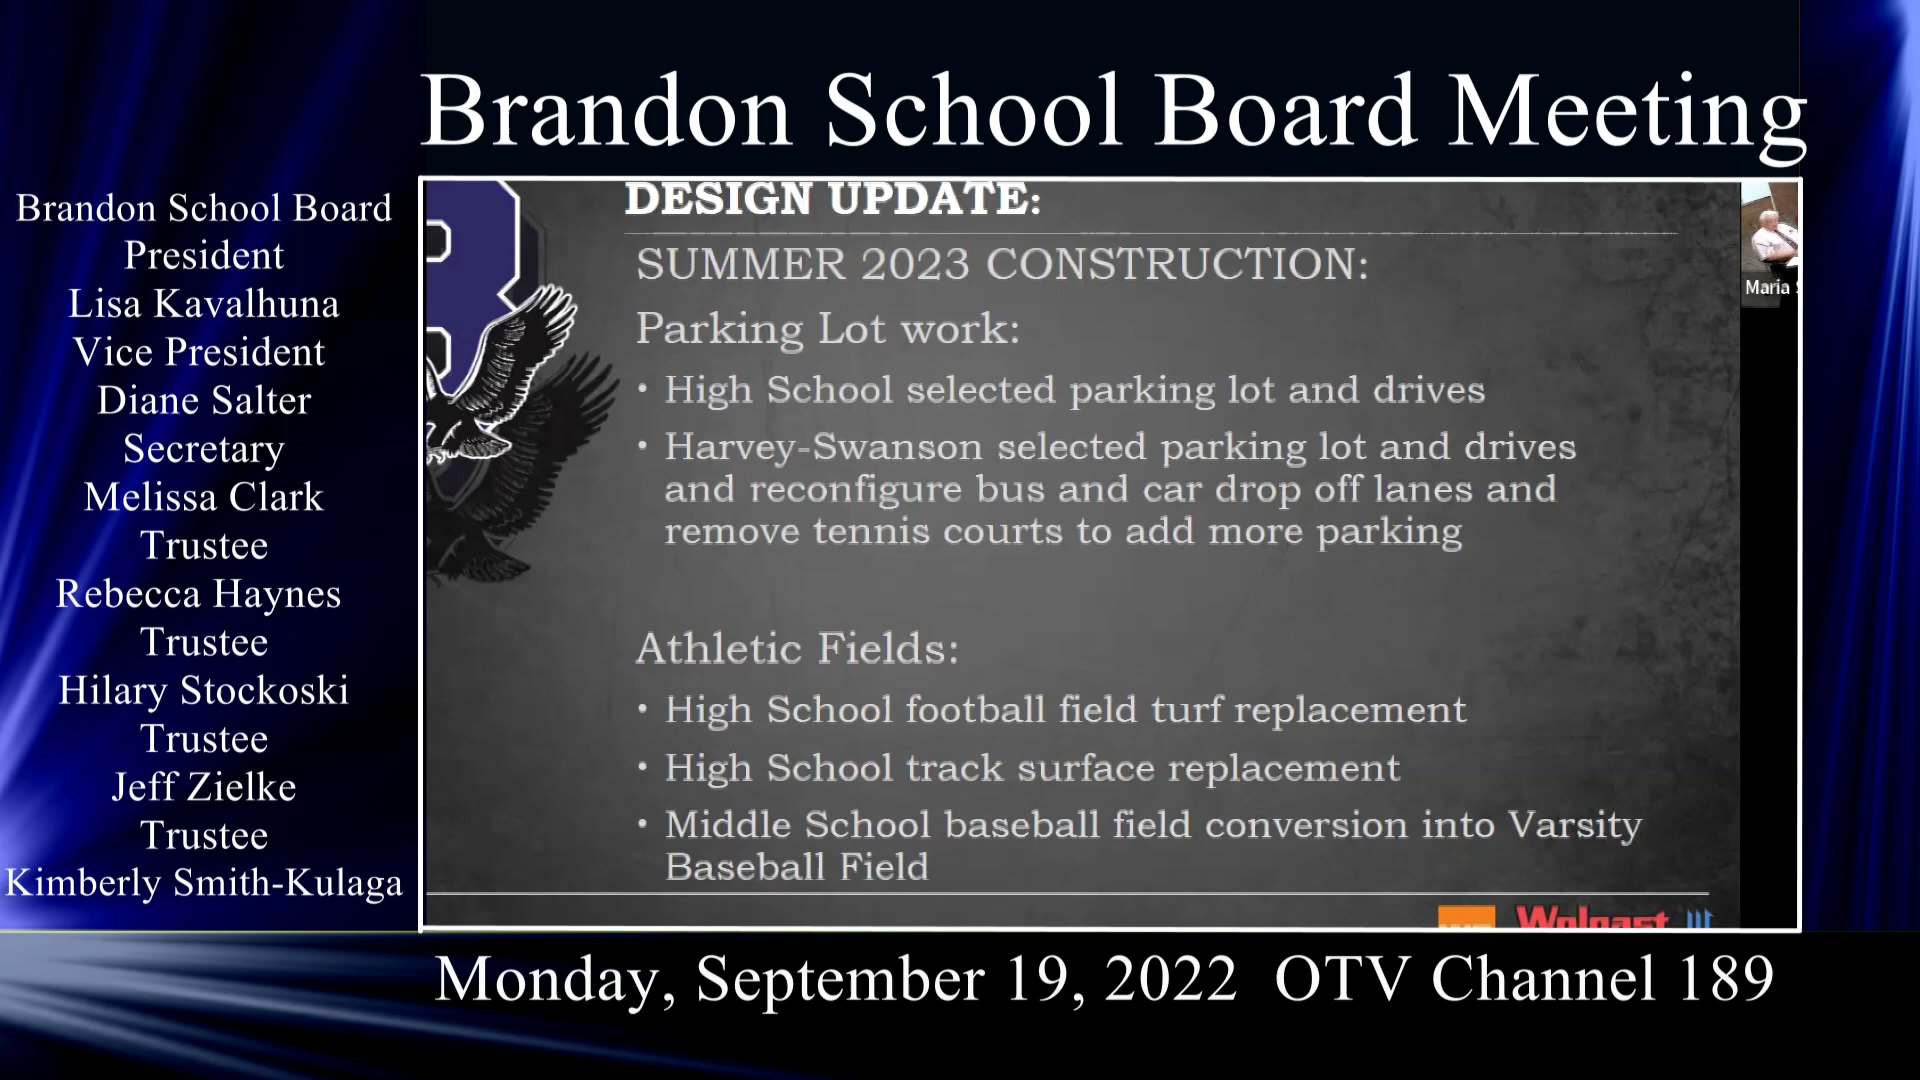 Brandon School Board Meeting
Brandon School Board
President
Lisa Kavalhuna
Vice President
Diane Salter
Secretary
Melissa Clark
Trustee
Rebecca Haynes
Trustee
Hilary Stockoski
Trustee
Jeff Zielke
Trustee
Kimberly Smith-Kulaga
DESIGN UPDATE:
SUMMER 2023 CONSTRUCTION:
Parking Lot work:
• High School selected parking lot and drives
• Harvey-Swanson selected parking lot and drives
and reconfigure bus and car drop off lanes and
remove tennis courts to add more parking
Athletic Fields:
• High School football field turf replacement
• High School track surface replacement
• Middle School baseball field conversion into Varsity
Baseball Field
Wolgast
Maria
Monday, September 19, 2022 OTV Channel 189